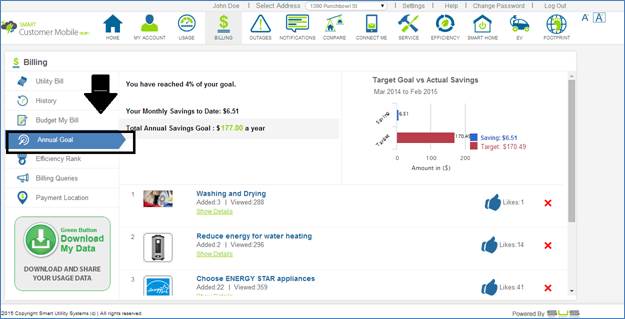 John Doe | Select Address 1390 Punchbowl St | Settings | Help | Change Password | Log Out
SMART
Customer Mobile
A A
HOME MY ACCOUNT USAGE BILLING OUTAGES NOTIFICATIONS COMPARE CONNECT ME SERVICE EFFICIENCY SMART HOME EV FOOTPRINT
$ Billing
Utility Bill
History
Budget My Bill
Annual Goal
Efficiency Rank
Billing Queries
Payment Location
Green Button
Download
My Data
DOWNLOAD AND SHARE
YOUR USAGE DATA
You have reached 4% of your goal.
Your Monthly Savings to Date: $6.51
Total Annual Savings Goal : $177.00 a year
Target Goal vs Actual Savings
Mar 2014 to Feb 2015
Saving 6.51
Target 170.49
Saving: $6.51
Target: $170.49
0 100 200 300 400
Amount in ($)
1 Washing and Drying
Added:3 | Viewed:288
Show Details
Likes:1
2 Reduce energy for water heating
Added:2 | Viewed:296
Show Details
Likes:14
3 Choose ENERGY STAR appliances
Added:22 | Viewed 359
Show Details
Likes:41
2015 Copyright Smart Utility Systems (c) | All rights reserved.
Powered By SUS